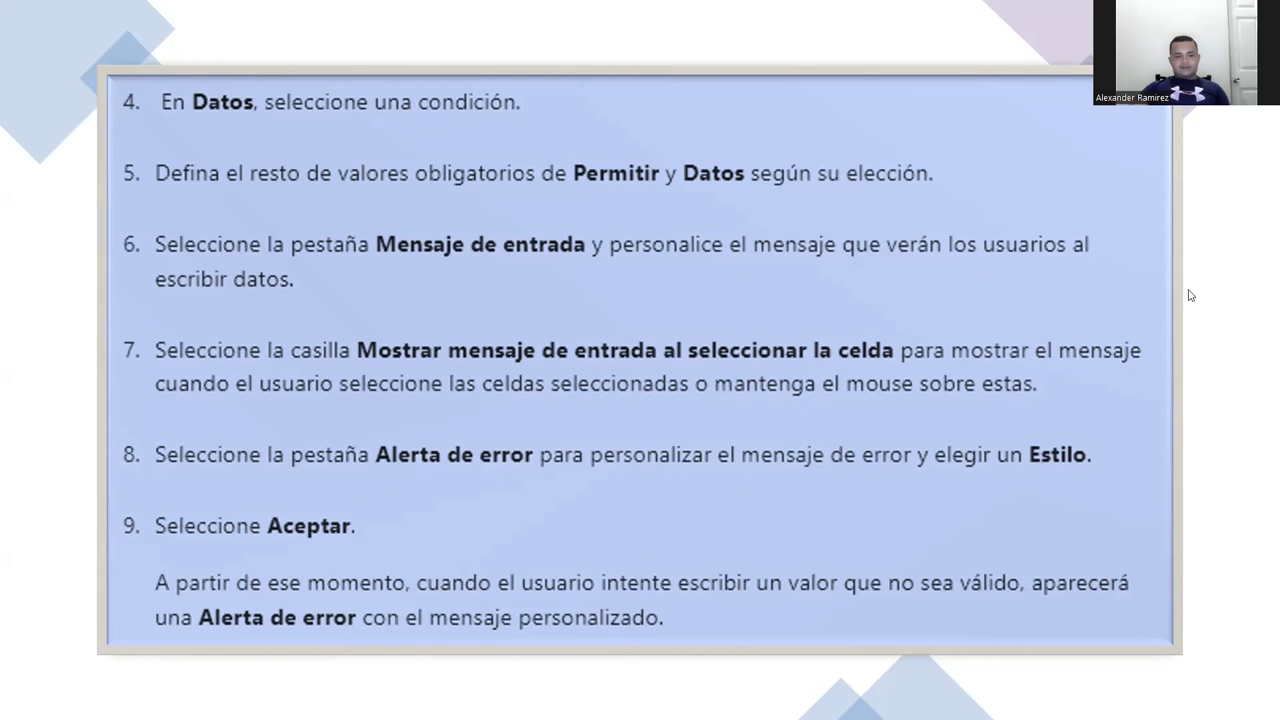 Alexander Ramirez
4. En Datos, seleccione una condición.
5. Defina el resto de valores obligatorios de Permitir y Datos según su elección.
6. Seleccione la pestaña Mensaje de entrada y personalice el mensaje que verán los usuarios al
escribir datos.
7. Seleccione la casilla Mostrar mensaje de entrada al seleccionar la celda para mostrar el mensaje
cuando el usuario seleccione las celdas seleccionadas o mantenga el mouse sobre estas.
8. Seleccione la pestaña Alerta de error para personalizar el mensaje de error y elegir un Estilo.
9. Seleccione Aceptar.
A partir de ese momento, cuando el usuario intente escribir un valor que no sea válido, aparecerá
una Alerta de error con el mensaje personalizado.